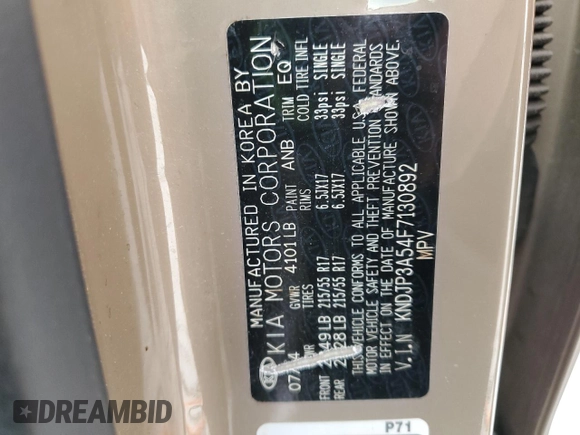 MANUFACTURED IN KOREA BY
KIA MOTORS CORPORATION
GVWR 4101LB PAINT ANB TRIM EQ
TIRES RIMS COLD TIRE INFL
FRONT 215/55 R17 6.5JX17 33psi SINGLE
REAR 215/55 R17 6.5JX17 33psi SINGLE
THIS VEHICLE CONFORMS TO ALL APPLICABLE U.S.A FEDERAL
MOTOR VEHICLE SAFETY AND THEFT PREVENTION STANDARDS
IN EFFECT ON THE DATE OF MANUFACTURE SHOWN ABOVE.
V.I.N KNDJP3A54F7130892
MPV
P71
DREAMBID